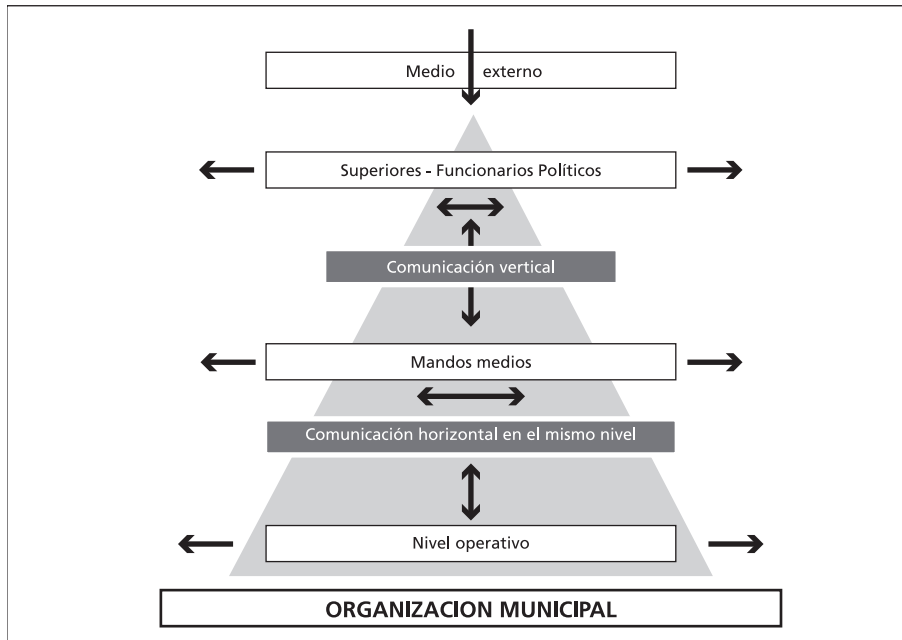 Medio externo
Superiores - Funcionarios Políticos
Comunicación vertical
Mandos medios
Comunicación horizontal en el mismo nivel
Nivel operativo
ORGANIZACION MUNICIPAL